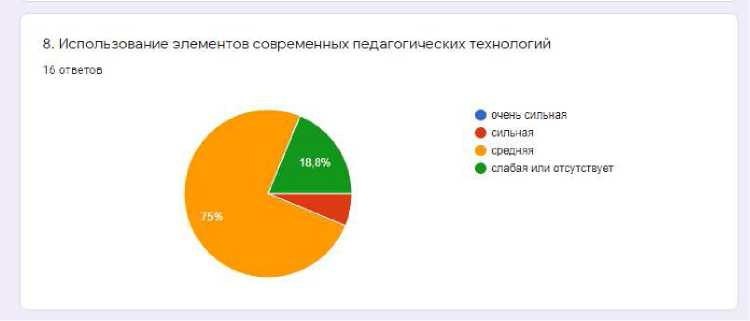 8. Использование элементов современных педагогических технологий
16 ответов
очень сильная
сильная
средняя
слабая или отсутствует
18,8%
75%